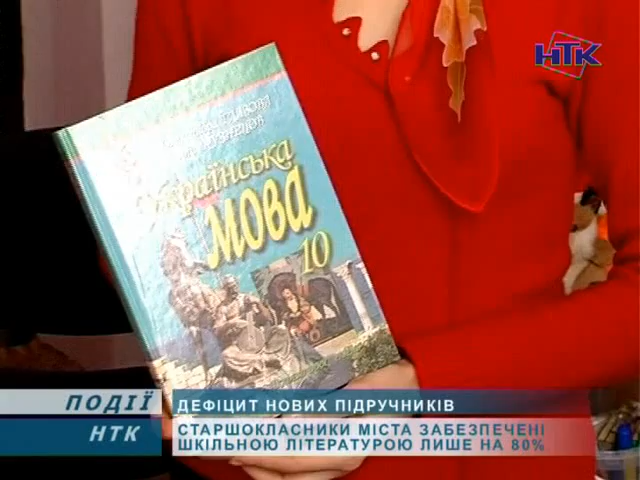 НТК
Українська
мова
10
ПОДІЇ
НТК
ДЕФІЦИТ НОВИХ ПІДРУЧНИКІВ
СТАРШОКЛАСНИКИ МІСТА ЗАБЕЗПЕЧЕНІ
ШКІЛЬНОЮ ЛІТЕРАТУРОЮ ЛИШЕ НА 80%